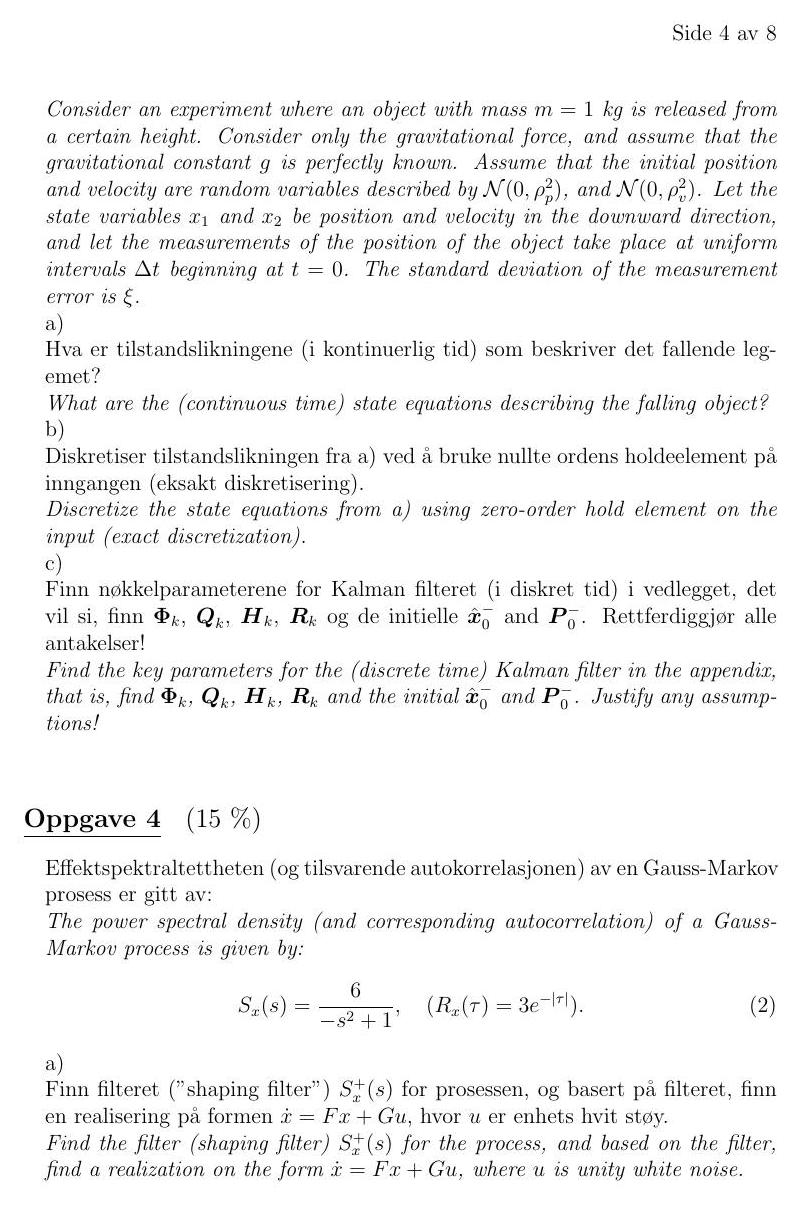 Side 4 av 8
Consider an experiment where an object with mass m = 1 kg is released from
a certain height. Consider only the gravitational force, and assume that the
gravitational constant g is perfectly known. Assume that the initial position
and velocity are random variables described by 𝒩(0, ρ_p^2), and 𝒩(0, ρ_v^2). Let the
state variables x₁ and x₂ be position and velocity in the downward direction,
and let the measurements of the position of the object take place at uniform
intervals Δt beginning at t = 0. The standard deviation of the measurement
error is ξ.
a)
Hva er tilstandslikningene (i kontinuerlig tid) som beskriver det fallende leg-
emet?
What are the (continuous time) state equations describing the falling object?
b)
Diskretiser tilstandslikningen fra a) ved å bruke nullte ordens holdeelement på
inngangen (eksakt diskretisering).
Discretize the state equations from a) using zero-order hold element on the
input (exact discretization).
c)
Finn nøkkelparameterene for Kalman filteret (i diskret tid) i vedlegget, det
vil si, finn Φ_k, Q_k, H_k, R_k og de initielle x̂_0^- and P_0^-. Rettferdiggjør alle
antakelser!
Find the key parameters for the (discrete time) Kalman filter in the appendix,
that is, find Φ_k, Q_k, H_k, R_k and the initial x̂_0^- and P_0^-. Justify any assump-
tions!
Oppgave 4 (15 %)
Effektspektraltettheten (og tilsvarende autokorrelasjonen) av en Gauss-Markov
prosess er gitt av:
The power spectral density (and corresponding autocorrelation) of a Gauss-
Markov process is given by:
S_x(s) = 6 / (-s^2 + 1), (R_x(τ) = 3e^{-|τ|}). (2)
a)
Finn filteret ("shaping filter") S_x^+(s) for prosessen, og basert på filteret, finn
en realisering på formen ẋ = Fx + Gu, hvor u er enhets hvit støy.
Find the filter (shaping filter) S_x^+(s) for the process, and based on the filter,
find a realization on the form ẋ = Fx + Gu, where u is unity white noise.